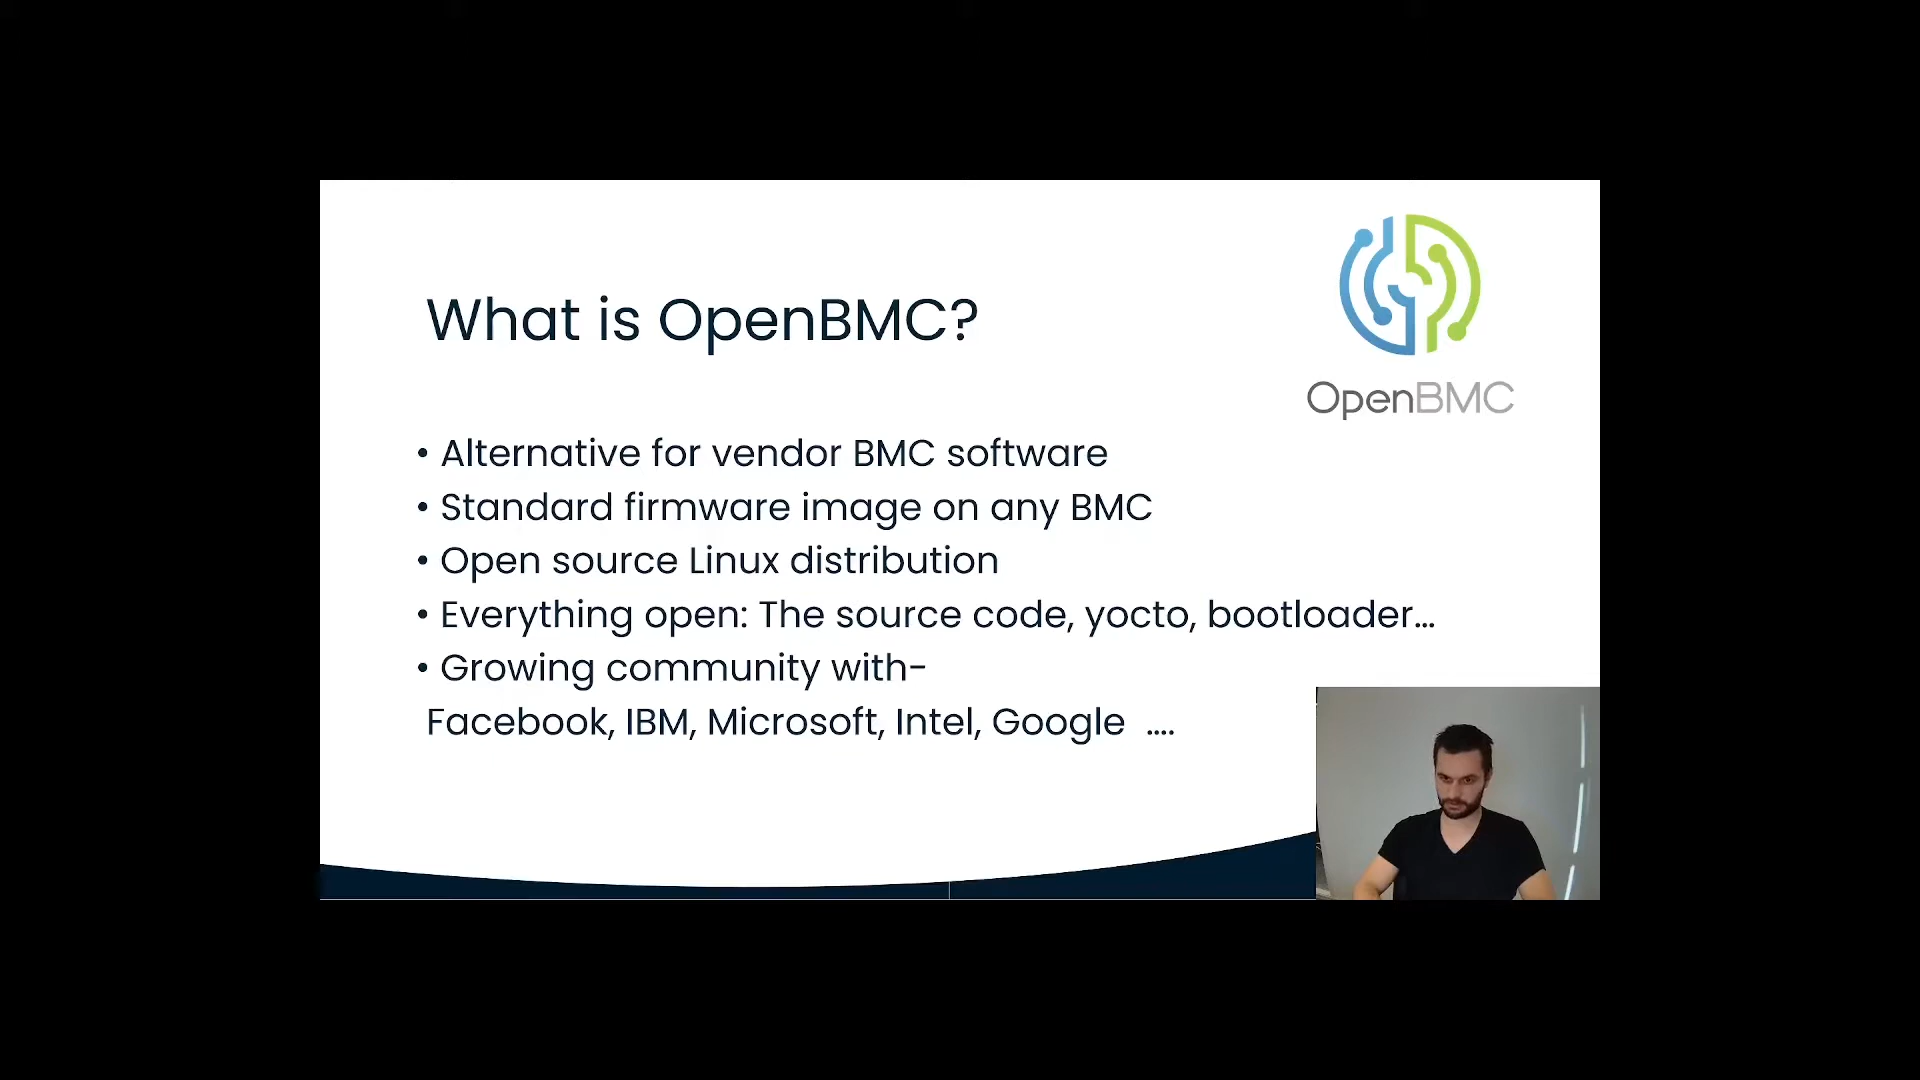 What is OpenBMC?
OpenBMC
• Alternative for vendor BMC software
• Standard firmware image on any BMC
• Open source Linux distribution
• Everything open: The source code, yocto, bootloader...
• Growing community with-
Facebook, IBM, Microsoft, Intel, Google ....